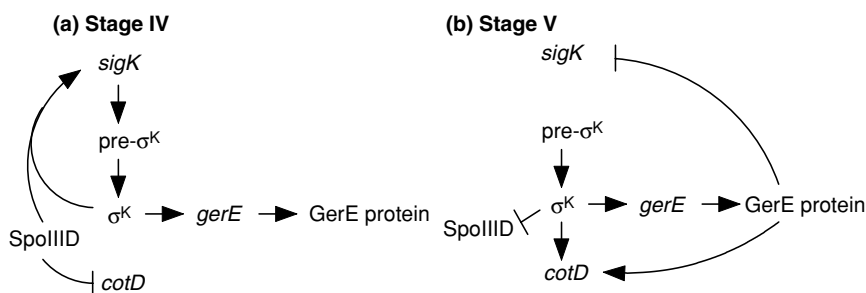 (a) Stage IV
sigK
pre-σᴷ
σᴷ gerE GerE protein
SpoIIID
cotD
(b) Stage V
sigK
pre-σᴷ
σᴷ gerE GerE protein
SpoIIID
cotD